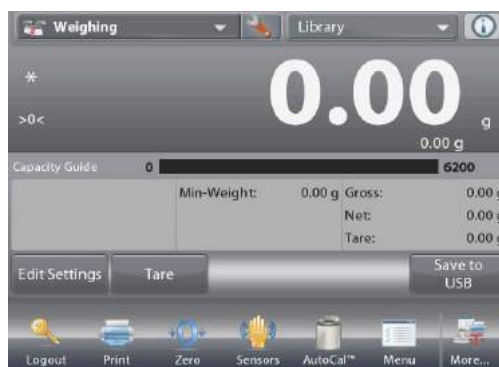 Weighing Library
*
0.00 g
>0<
0.00 g
Capacity Guide 0 6200
Min-Weight: 0.00 g Gross: 0.00 g
Net: 0.00 g
Tare: 0.00 g
Edit Settings Tare Save to
USB
Logout Print Zero Sensors AutoCal™ Menu More...